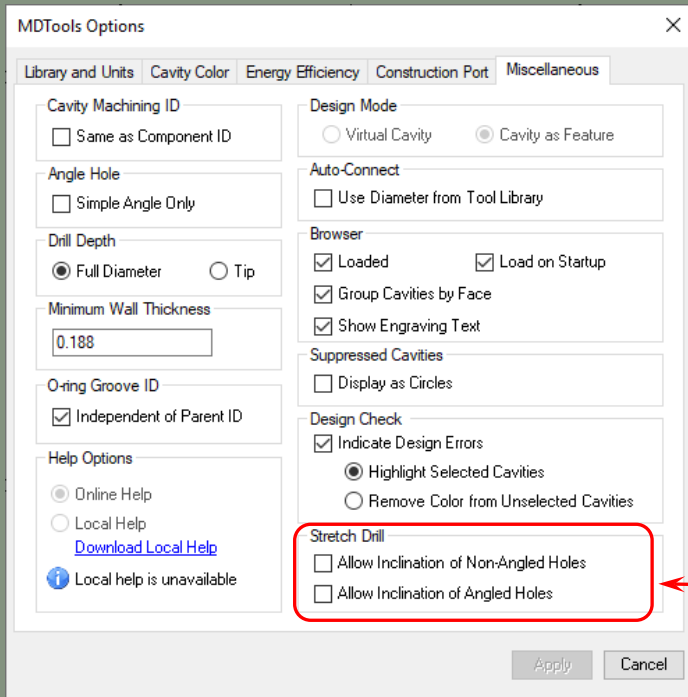 MDTools Options
Library and Units
Cavity Color
Energy Efficiency
Construction Port
Miscellaneous
Cavity Machining ID
Same as Component ID
Angle Hole
Simple Angle Only
Drill Depth
Full Diameter
Tip
Minimum Wall Thickness
0.188
O-ring Groove ID
Independent of Parent ID
Help Options
Online Help
Local Help
Download Local Help
Local help is unavailable
Design Mode
Virtual Cavity
Cavity as Feature
Auto-Connect
Use Diameter from Tool Library
Browser
Loaded
Load on Startup
Group Cavities by Face
Show Engraving Text
Suppressed Cavities
Display as Circles
Design Check
Indicate Design Errors
Highlight Selected Cavities
Remove Color from Unselected Cavities
Stretch Drill
Allow Inclination of Non-Angled Holes
Allow Inclination of Angled Holes
Apply
Cancel